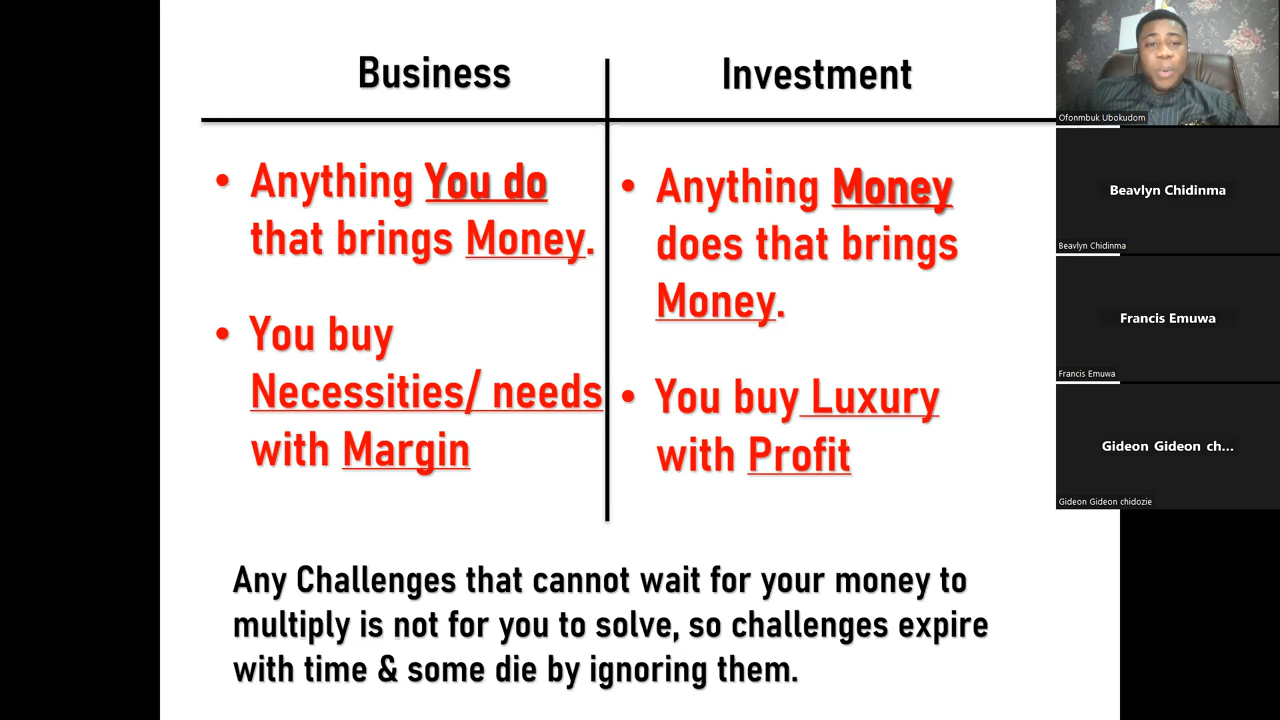 Business
Investment
• Anything You do
that brings Money.
• You buy
Necessities/ needs
with Margin
• Anything Money
does that brings
Money.
• You buy Luxury
with Profit
Any Challenges that cannot wait for your money to
multiply is not for you to solve, so challenges expire
with time & some die by ignoring them.
Ofonmbuk Ubokudom
Beavlyn Chidinma
Beavlyn Chidinma
Francis Emuwa
Francis Emuwa
Gideon Gideon ch...
Gideon Gideon chidozie